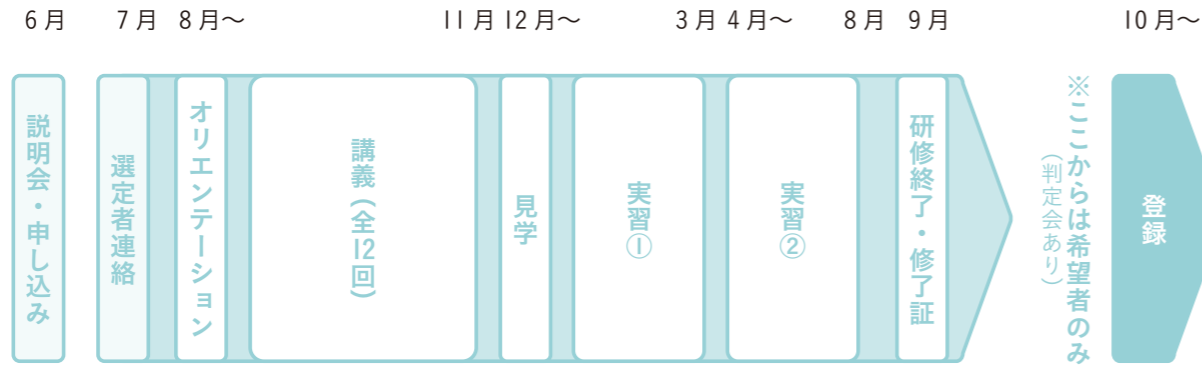 6月
7月
8月～
11月
12月～
3月
4月～
8月
9月
10月～
説明会・申し込み
選定者連絡
オリエンテーション
講義（全12回）
見学
実習①
実習②
研修終了・修了証
※ここからは希望者のみ
（判定会あり）
登録